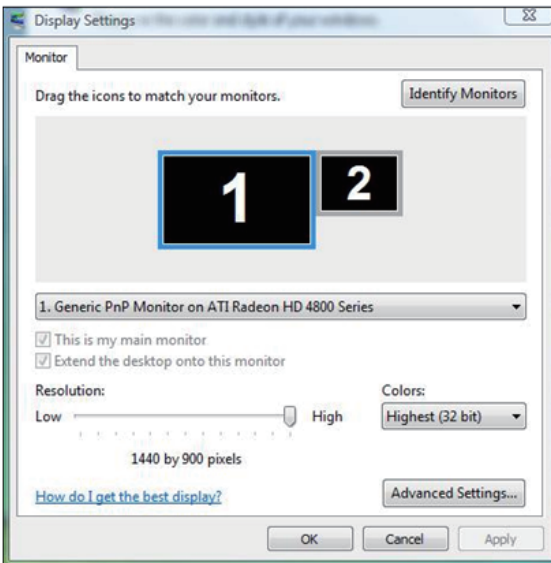 Display Settings
Monitor
Drag the icons to match your monitors.
Identify Monitors
1
2
1. Generic PnP Monitor on ATI Radeon HD 4800 Series
This is my main monitor
Extend the desktop onto this monitor
Resolution:
Colors:
Low
High
Highest (32 bit)
1440 by 900 pixels
How do I get the best display?
Advanced Settings...
OK
Cancel
Apply